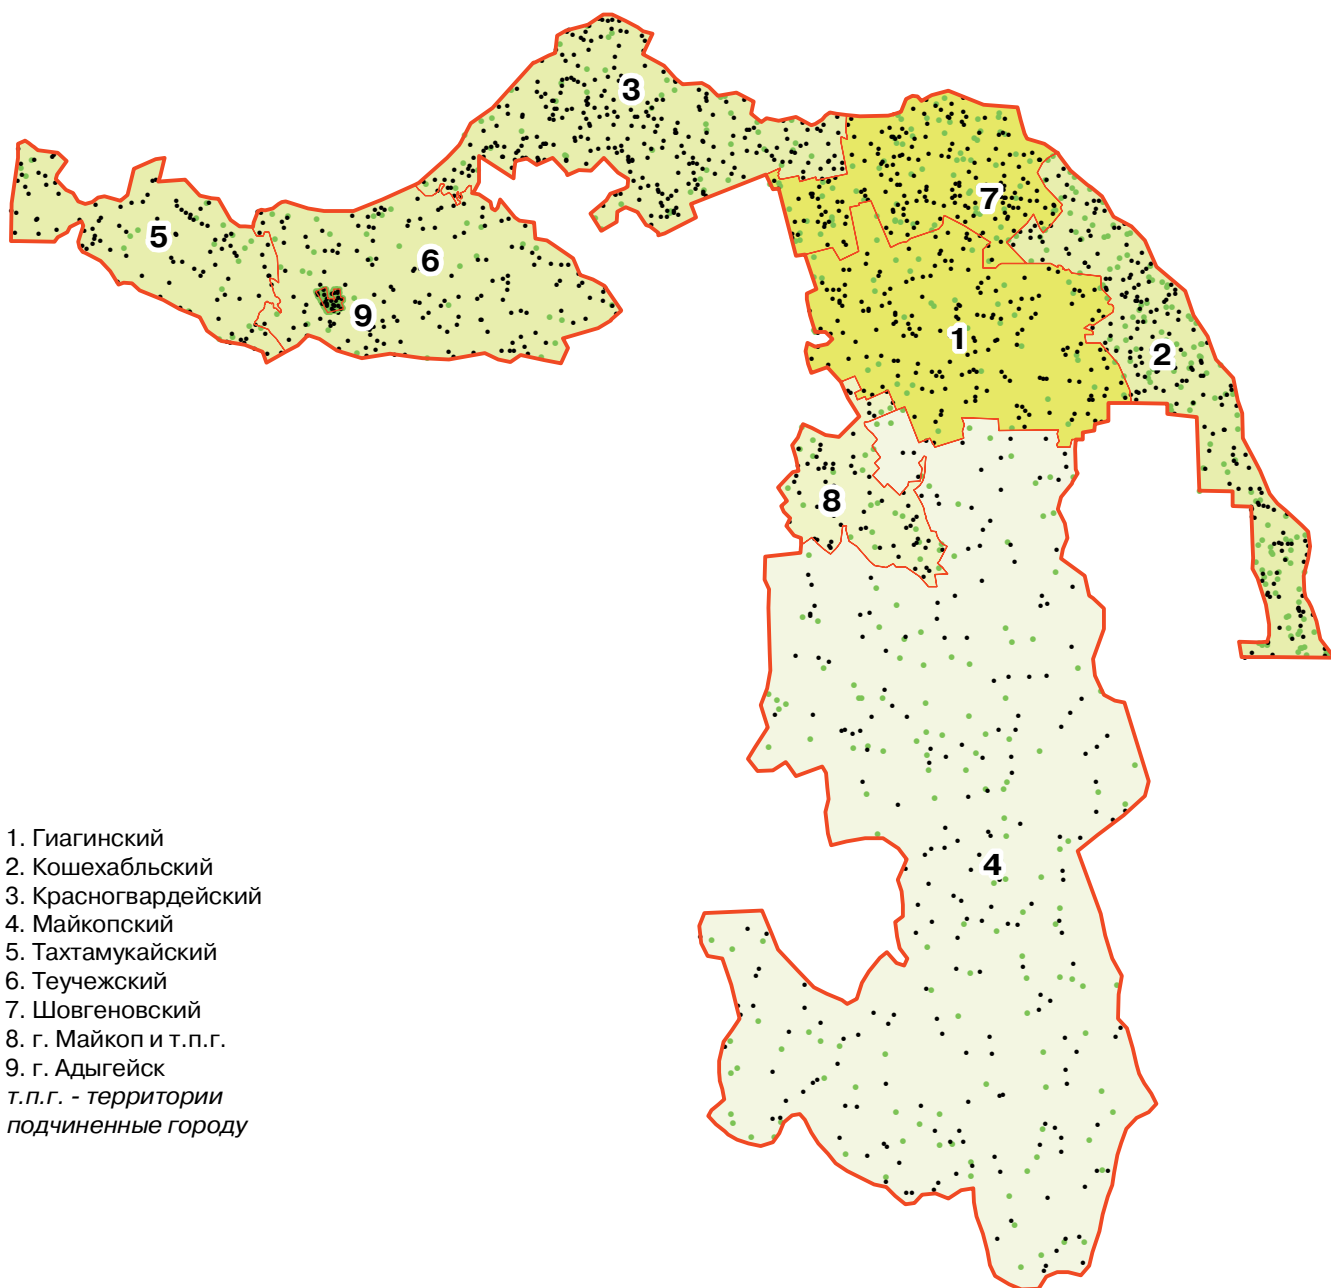 3
7
5
6
9
1
2
8
4
1. Гиагинский
2. Кошехабльский
3. Красногвардейский
4. Майкопский
5. Тахтамукайский
6. Теучежский
7. Шовгеновский
8. г. Майкоп и т.п.г.
9. г. Адыгейск
т.п.г. - территории
подчиненные городу